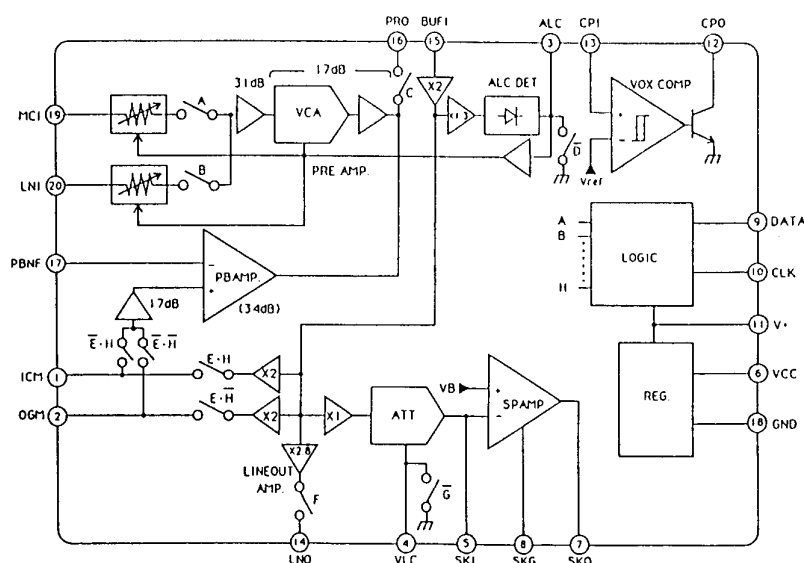 PRO BUFI ALC CPI CPO
16 15 3 13 12
31dB 17dB X2 ALC DET. VOX COMP
MCI 19 A VCA C X1.3 + −
LNI 20 B PRE AMP. D̅ Vref
A DATA 9
B LOGIC
PBNF 17 − PBAMP. + (34dB) H CLK 10
17dB V+ 11
E̅·H E̅·H̅
ICM 1 E·H X2 VB + SPAMP − REG. VCC 6
OGM 2 E·H̅ X2 X1 ATT GND 18
X2.8
LINEOUT AMP. F G̅
14 4 5 8 7
LNO VLC SKI SKG SKO